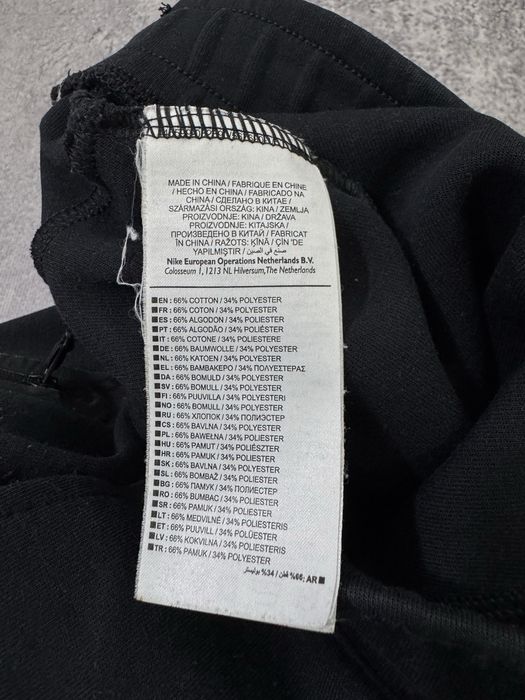 MADE IN CHINA / FABRIQUE EN CHINE
/ HECHO EN CHINA / FABRICADO NA
CHINA / СДЕЛАНО В КИТАЕ /
SZÁRMAZÁSI ORSZÁG: KINA / ZEMLJA
PROIZVODNJE: KINA / DRŽAVA
PROIZVODNJE: KITAJSKA /
ПРОИЗВЕДЕНО В КИТАЙ / FABRICAT
ÎN CHINA / RAŽOTS: ĶĪNĀ / ÇİN 'DE
YAPILMIŞTIR / صنع في الصين
Nike European Operations Netherlands B.V.
Colosseum 1, 1213 NL Hilversum, The Netherlands
EN: 66% COTTON / 34% POLYESTER
FR: 66% COTON / 34% POLYESTER
ES: 66% ALGODON / 34% POLIESTER
PT: 66% ALGODÃO / 34% POLIÉSTER
IT: 66% COTONE / 34% POLIESTERE
DE: 66% BAUMWOLLE / 34% POLYESTER
NL: 66% KATOEN / 34% POLYESTER
EL: 66% ΒΑΜΒΑΚΕΡΟ / 34% ΠΟΛΥΕΣΤΕΡΑΣ
DA: 66% BOMULD / 34% POLYESTER
SV: 66% BOMULL / 34% POLYESTER
FI: 66% PUUVILLA / 34% POLYESTERI
NO: 66% BOMULL / 34% POLYESTER
RU: 66% ХЛОПОК / 34% ПОЛИЭСТЕР
CS: 66% BAVLNA / 34% POLYESTER
PL: 66% BAWEŁNA / 34% POLIESTER
HU: 66% PAMUT / 34% POLIÉSZTER
HR: 66% PAMUK / 34% POLIESTER
SK: 66% BAVLNA / 34% POLYESTER
SL: 66% BOMBAŽ / 34% POLIESTER
BG: 66% ПАМУК / 34% ПОЛИЕСТЕР
RO: 66% BUMBAC / 34% POLIESTER
SR: 66% PAMUK / 34% POLIESTER
LT: 66% MEDVILNĖ / 34% POLIESTERIS
ET: 66% PUUVILL / 34% POLÜESTER
LV: 66% KOKVILNA / 34% POLIESTERIS
TR: 66% PAMUK / 34% POLYESTER
AR: 66% قطن / 34% بوليستر